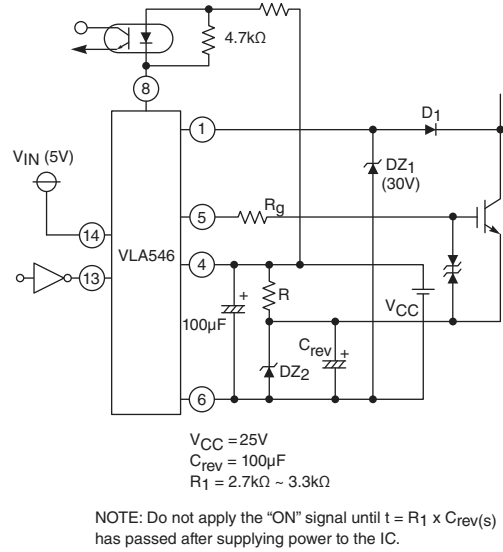 4.7kΩ
8
1
D1
VIN (5V)
DZ1
(30V)
5
Rg
14
VLA546
4
13
R
VCC
100µF
+
Crev
+
DZ2
6
VCC = 25V
Crev = 100µF
R1 = 2.7kΩ ~ 3.3kΩ
NOTE: Do not apply the “ON” signal until t = R1 x Crev(s)
has passed after supplying power to the IC.